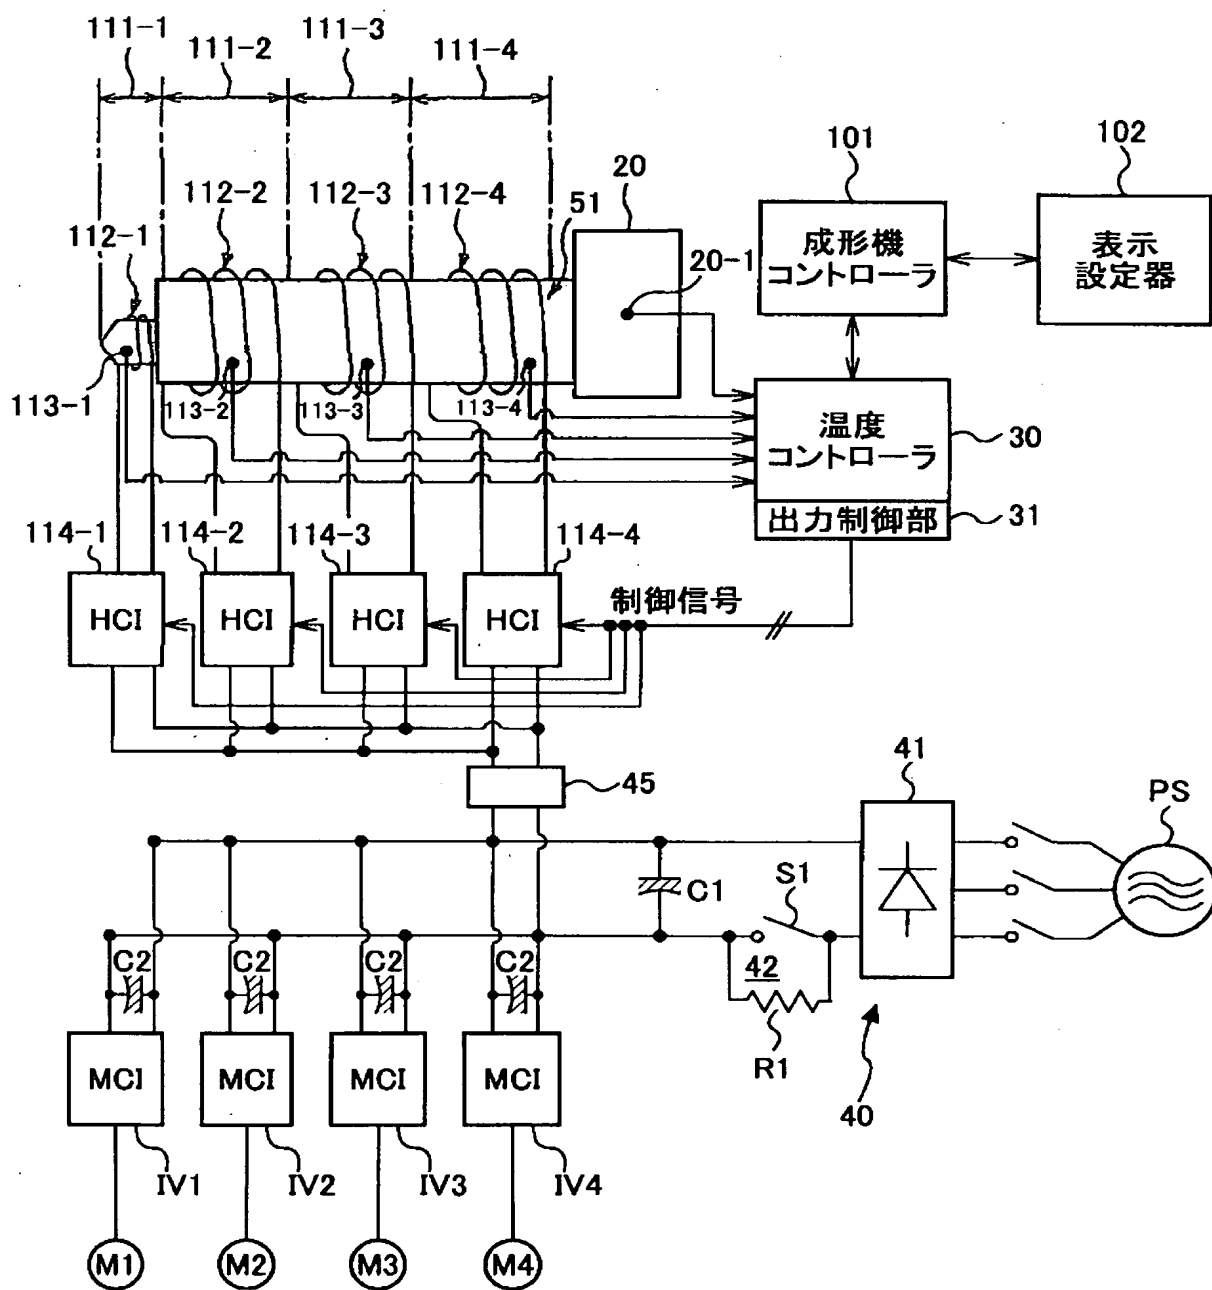 111-1
111-2
111-3
111-4
112-1
112-2
112-3
112-4
51
20
20-1
101
102
成形機
コントローラ
表示
設定器
113-1
113-2
113-3
113-4
温度
コントローラ
30
出力制御部
31
114-1
114-2
114-3
114-4
HCI
HCI
HCI
HCI
制御信号
45
41
PS
C1
S1
42
R1
40
C2
C2
C2
C2
MCI
MCI
MCI
MCI
IV1
IV2
IV3
IV4
M1
M2
M3
M4